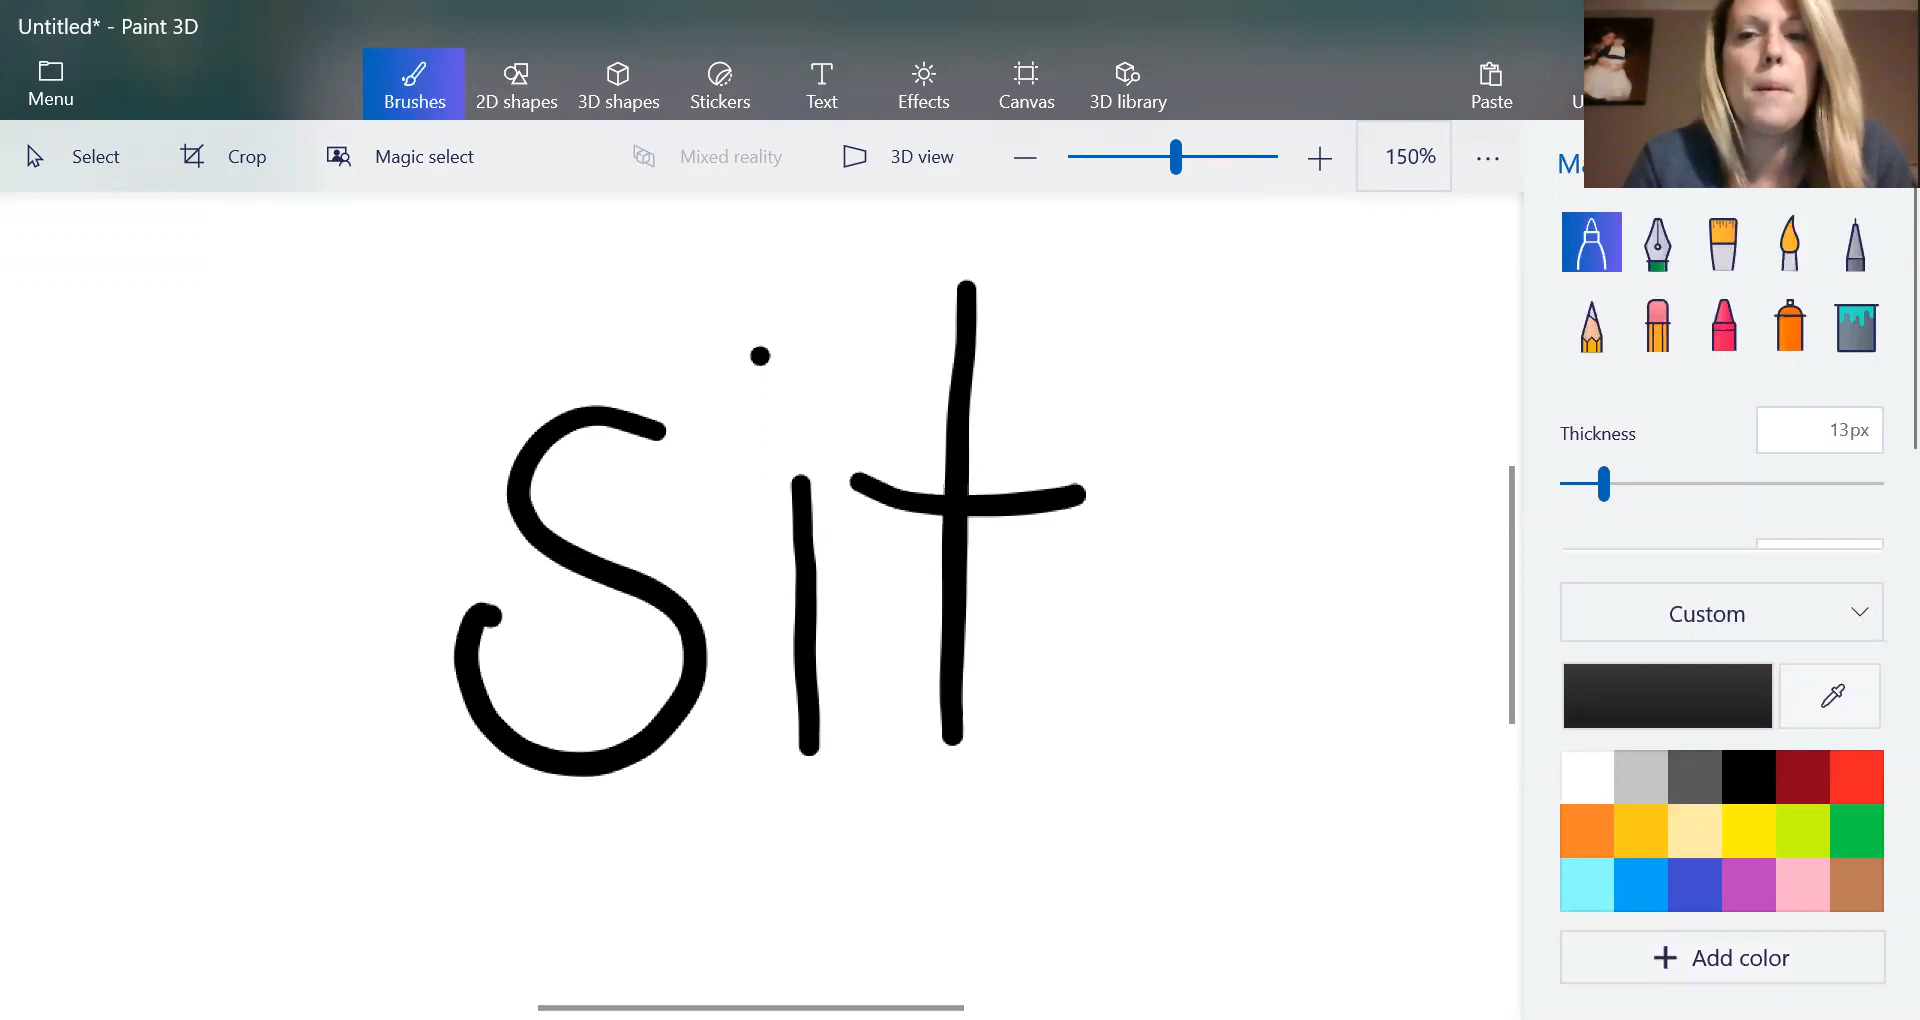 Untitled* - Paint 3D
Menu
Brushes
2D shapes
3D shapes
Stickers
Text
Effects
Canvas
3D library
Paste
U
Select
Crop
Magic select
Mixed reality
3D view
150%
Ma
sit
Thickness
13px
Custom
Add color